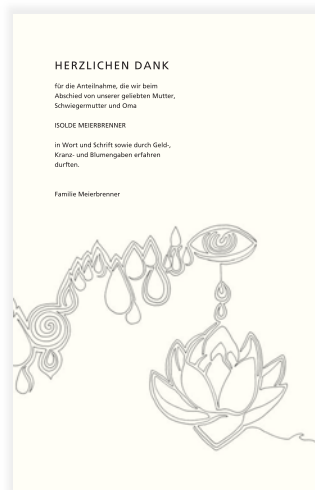 HERZLICHEN DANK
für die Anteilnahme, die wir beim
Abschied von unserer geliebten Mutter,
Schwiegermutter und Oma
ISOLDE MEIERBRENNER
in Wort und Schrift sowie durch Geld-,
Kranz- und Blumengaben erfahren
durften.
Familie Meierbrenner